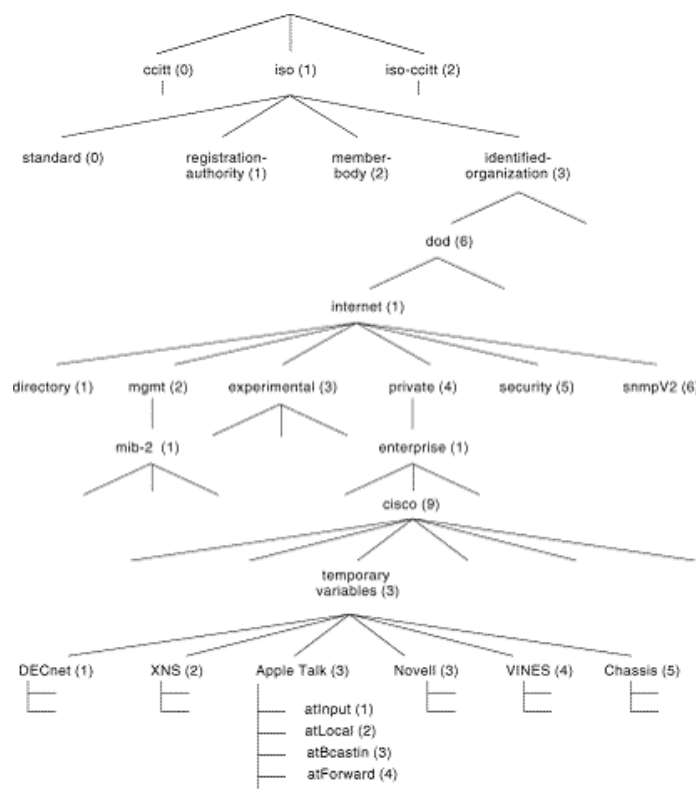 ccitt (0) iso (1) iso-ccitt (2)
standard (0) registration- member- identified-
authority (1) body (2) organization (3)
dod (6)
internet (1)
directory (1) mgmt (2) experimental (3) private (4) security (5) snmpV2 (6
mib-2 (1) enterprise (1)
cisco (9)
temporary
variables (3)
DECnet (1) XNS (2) Apple Talk (3) Novell (3) VINES (4) Chassis (5)
atInput (1)
atLocal (2)
atBcastin (3)
atForward (4)